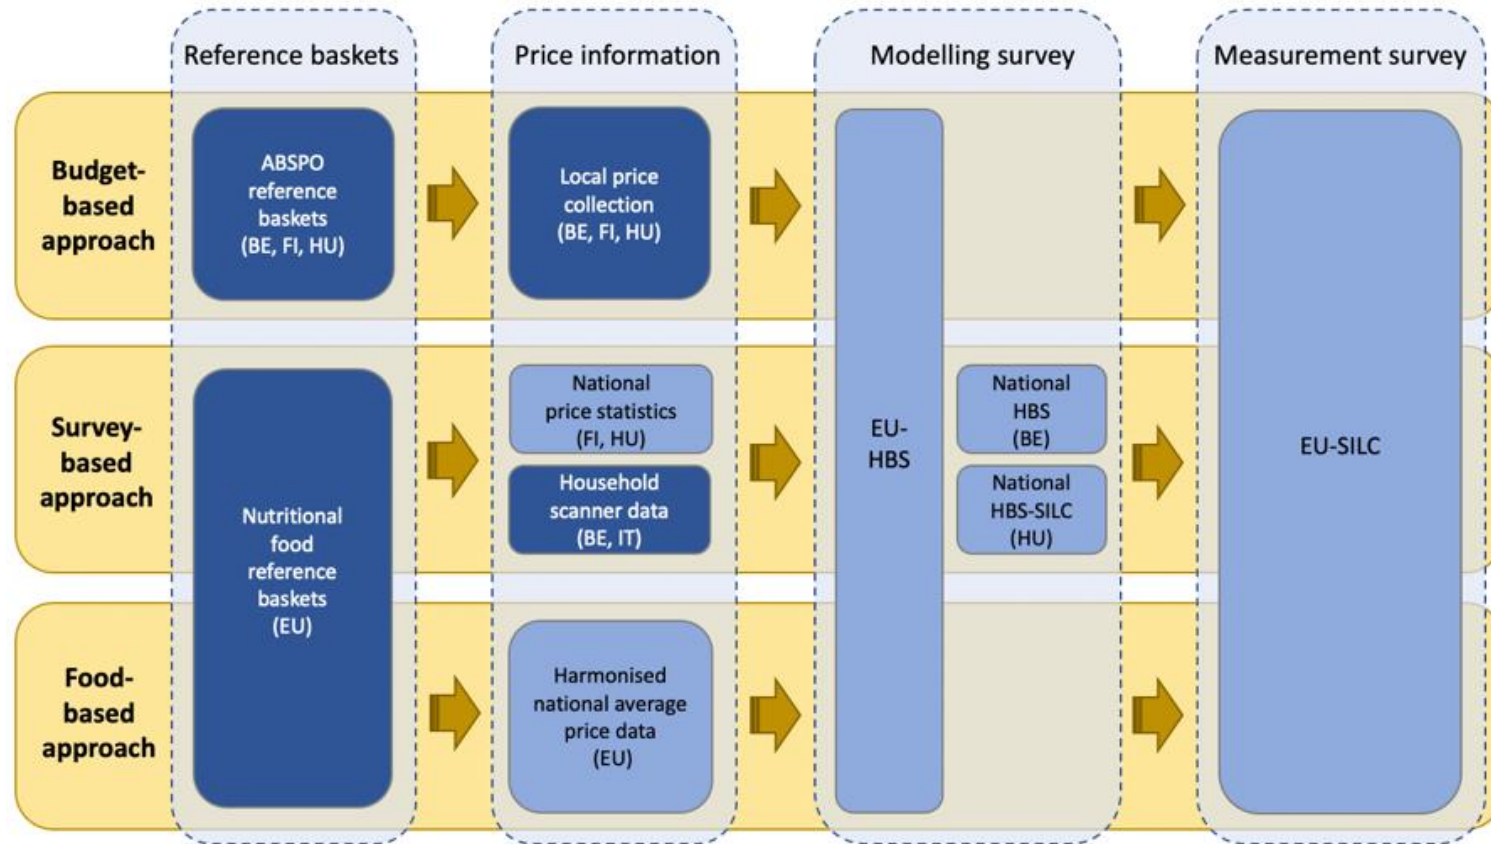 Reference baskets
Price information
Modelling survey
Measurement survey
Budget-
based
approach
ABSPO
reference
baskets
(BE, FI, HU)
Local price
collection
(BE, FI, HU)
Survey-
based
approach
Nutritional
food
reference
baskets
(EU)
National
price statistics
(FI, HU)
Household
scanner data
(BE, IT)
EU-
HBS
National
HBS
(BE)
National
HBS-SILC
(HU)
EU-SILC
Food-
based
approach
Harmonised
national average
price data
(EU)